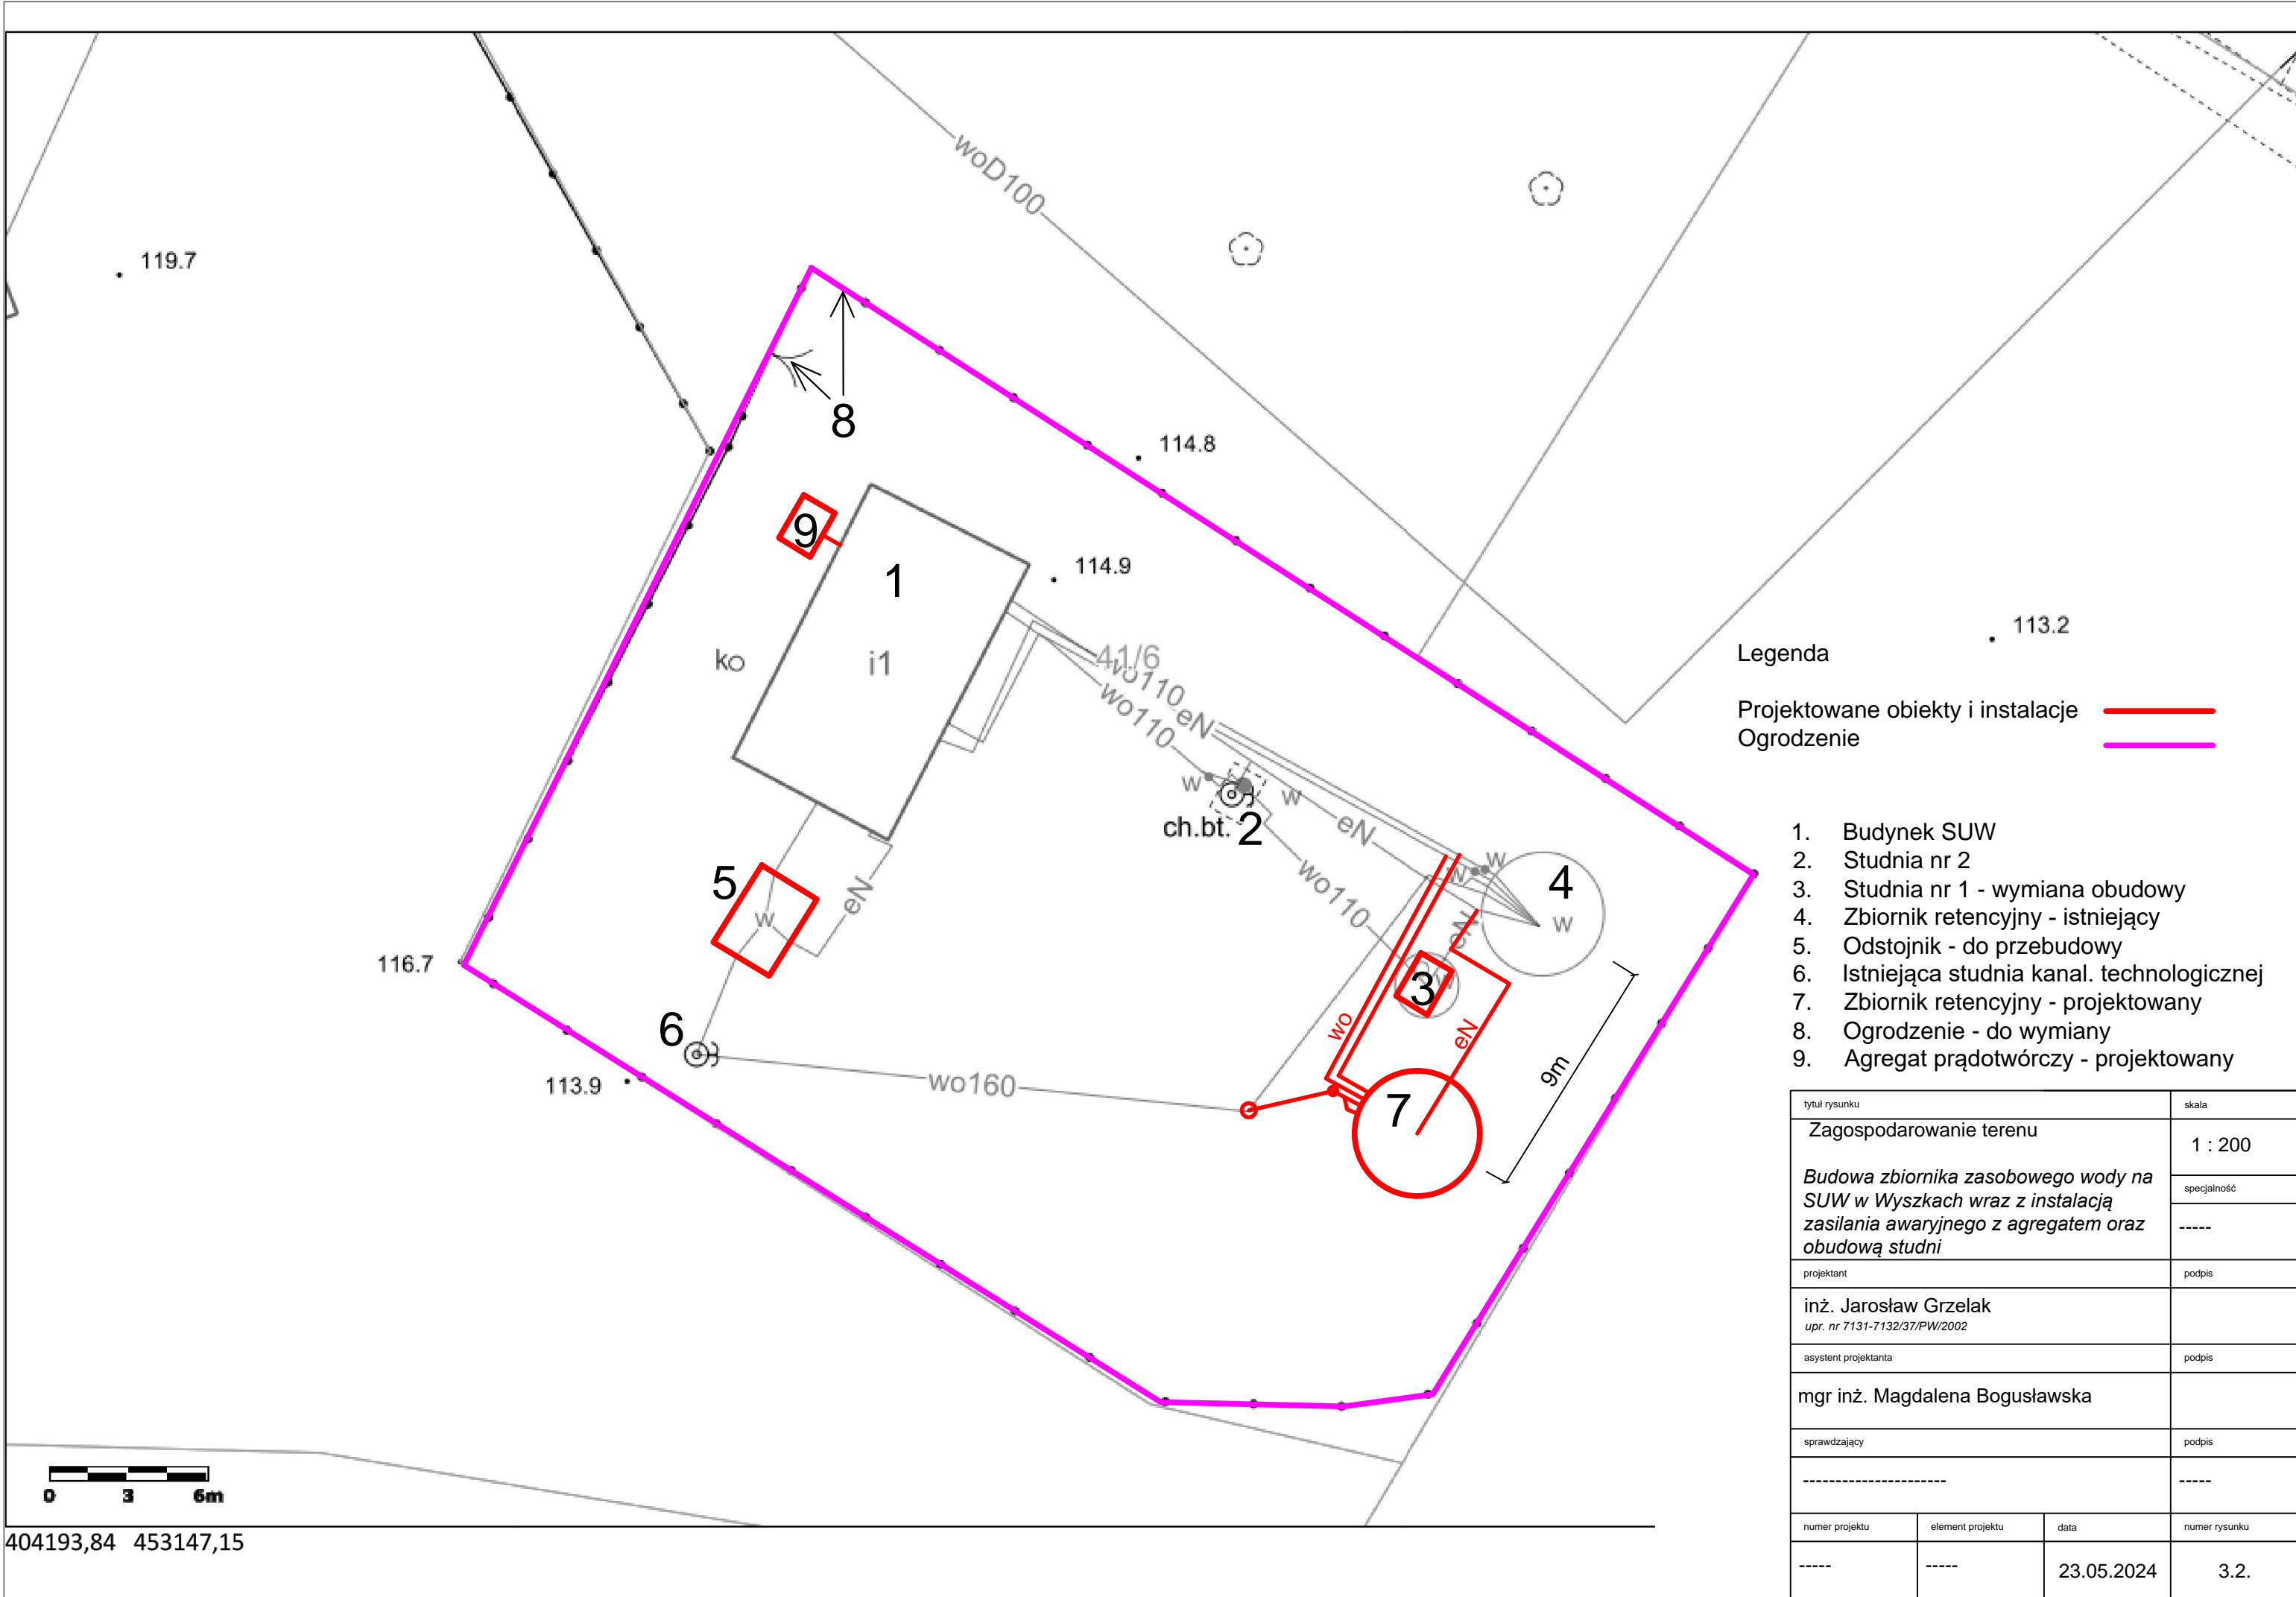 woD100
119.7
8
114.8
9
1
114.9
113.2
ko
i1
41/6
wo110
wo110
eN
w
w
ch.bt.
2
eN
wo110
w
w
4
w
eN
5
w
eN
3
w
116.7
6
113.9
wo160
wo
eN
7
9m
Legenda
Projektowane obiekty i instalacje
Ogrodzenie
1. Budynek SUW
2. Studnia nr 2
3. Studnia nr 1 - wymiana obudowy
4. Zbiornik retencyjny - istniejący
5. Odstojnik - do przebudowy
6. Istniejąca studnia kanal. technologicznej
7. Zbiornik retencyjny - projektowany
8. Ogrodzenie - do wymiany
9. Agregat prądotwórczy - projektowany
tytuł rysunku
skala
Zagospodarowanie terenu
1 : 200
Budowa zbiornika zasobowego wody na
SUW w Wyszkach wraz z instalacją
zasilania awaryjnego z agregatem oraz
obudową studni
specjalność
-----
projektant
podpis
inż. Jarosław Grzelak
upr. nr 7131-7132/37/PW/2002
asystent projektanta
podpis
mgr inż. Magdalena Bogusławska
sprawdzający
podpis
----------------------
-----
numer projektu
element projektu
data
numer rysunku
-----
-----
23.05.2024
3.2.
0 3 6m
404193,84 453147,15